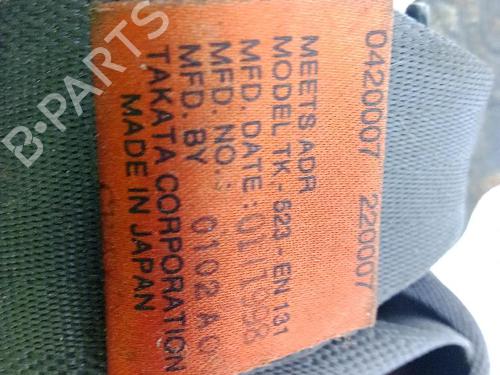 0420007 220007
MEETS ADR
MODEL TK - 523 - EN 131
MFD. DATE: 01 1998
MFD. NO.: 0102 A0
MFD. BY
TAKATA CORPORATION
MADE IN JAPAN
B-PARTS